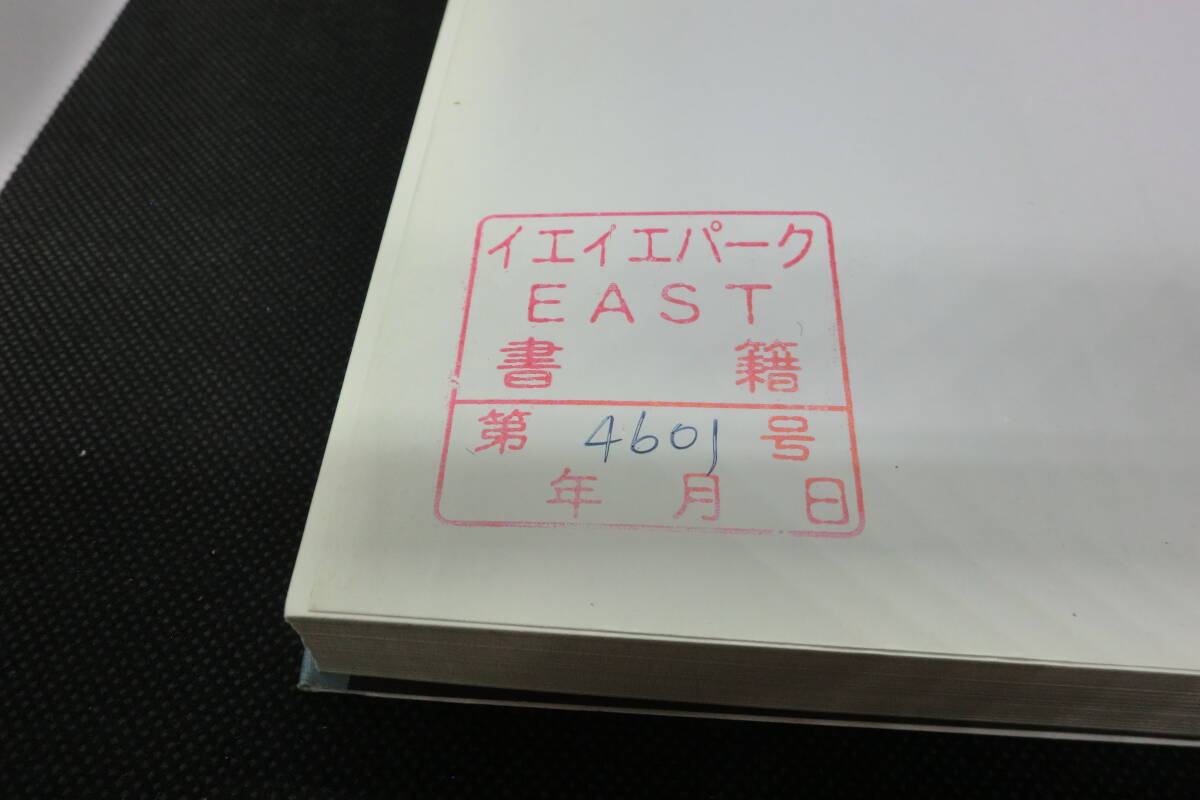 イエイエパーク
EAST
書 籍
第 4601 号
年 月 日